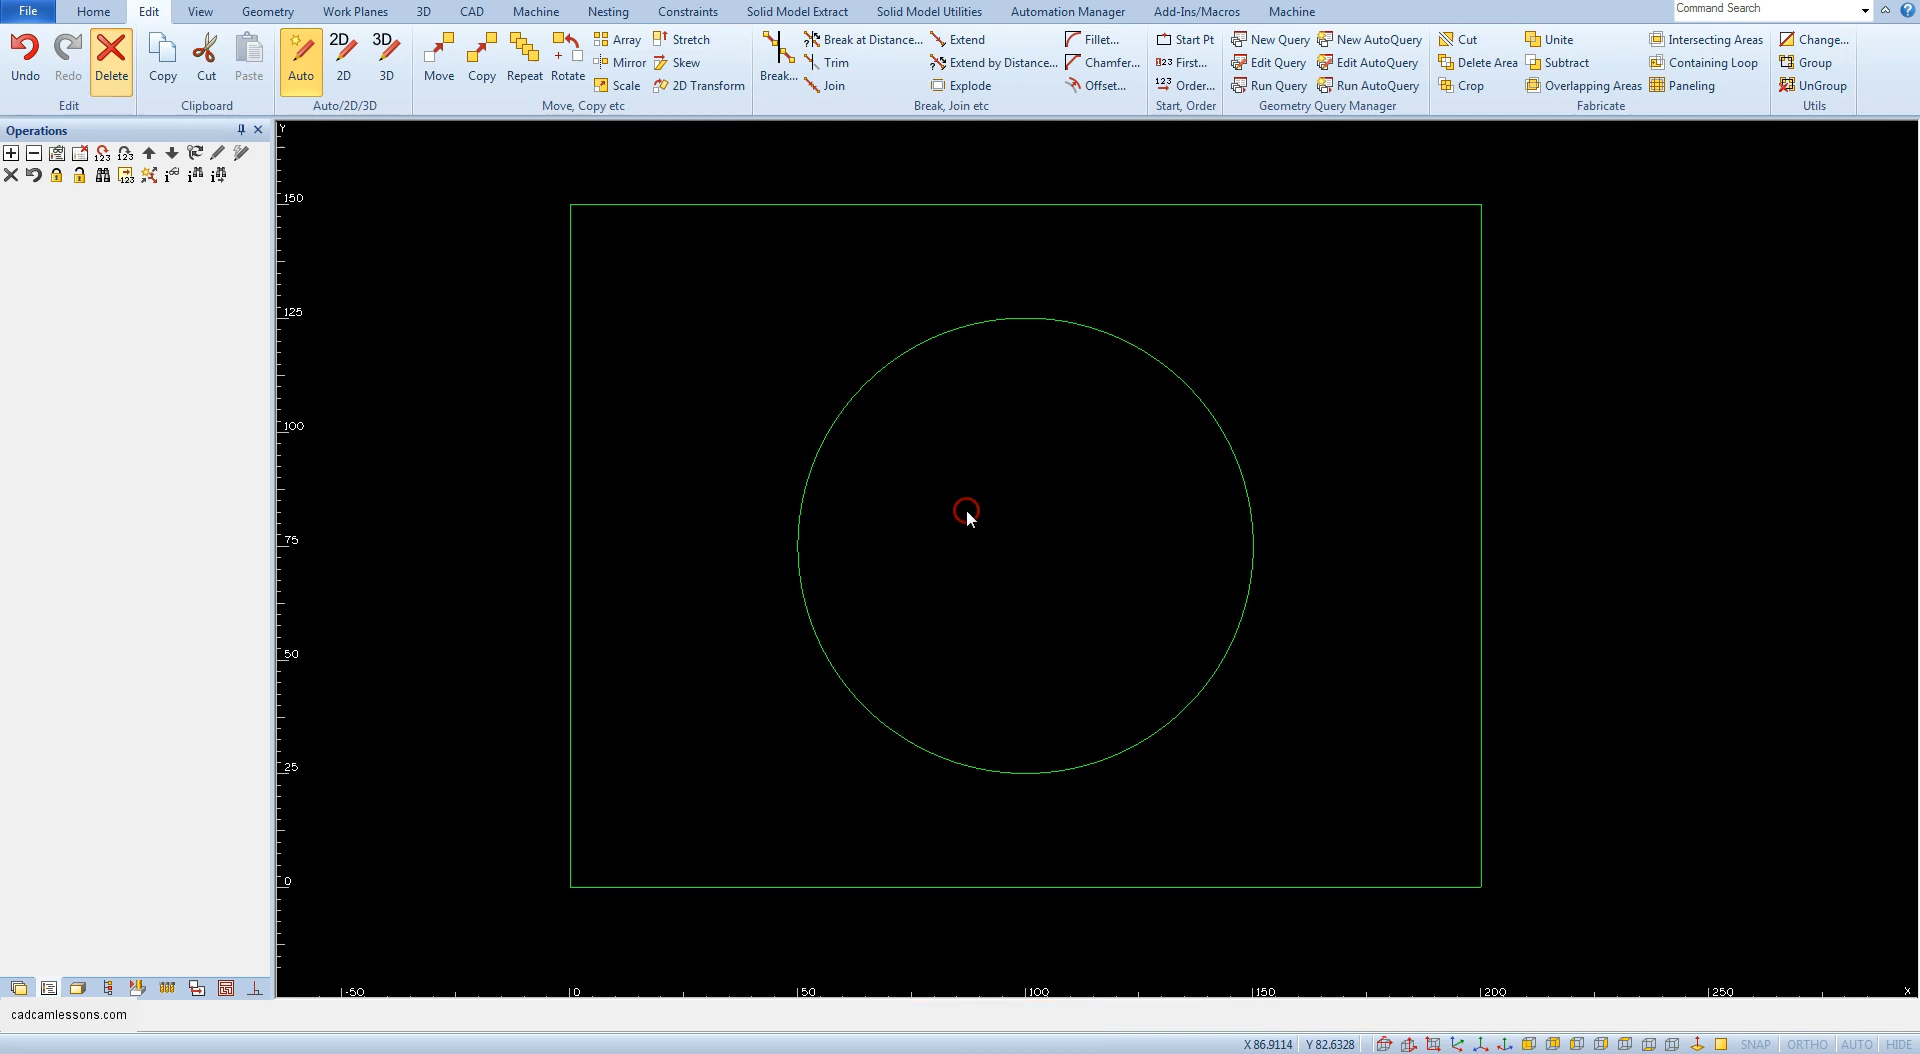 File Home Edit View Geometry Work Planes 3D CAD Machine Nesting Constraints Solid Model Extract Solid Model Utilities Automation Manager Add-Ins/Macros Machine Command Search
Undo Redo Delete
Edit
Copy Cut Paste
Clipboard
2D 3D
Auto 2D 3D
Auto/2D/3D
Move Copy Repeat Rotate
Array Stretch
Mirror Skew
Scale 2D Transform
Move, Copy etc
Break...
Break at Distance... Extend Fillet...
Trim Extend by Distance... Chamfer...
Join Explode Offset...
Break, Join etc
Start Pt
123 First...
123 Order...
Start, Order
New Query New AutoQuery
Edit Query Edit AutoQuery
Run Query Run AutoQuery
Geometry Query Manager
Cut Unite Intersecting Areas
Delete Area Subtract Containing Loop
Crop Overlapping Areas Paneling
Fabricate
Change...
Group
UnGroup
Utils
Operations
123 123
123
Y
150
125
100
75
50
25
0
-50 0 50 100 150 200 250 X
cadcamlessons.com
X 86.9114 Y 82.6328 SNAP ORTHO AUTO HIDE